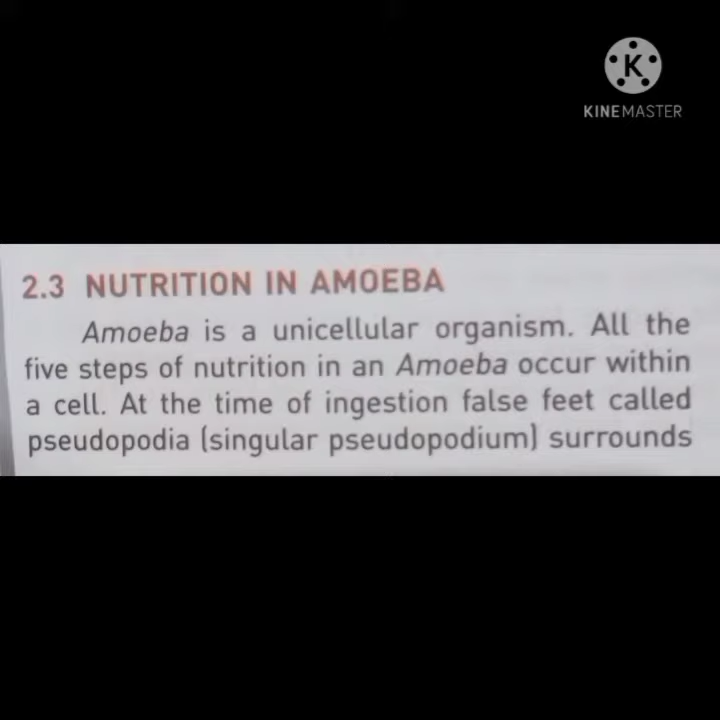 K
KINEMASTER
2.3 NUTRITION IN AMOEBA
Amoeba is a unicellular organism. All the
five steps of nutrition in an Amoeba occur within
a cell. At the time of ingestion false feet called
pseudopodia (singular pseudopodium) surrounds